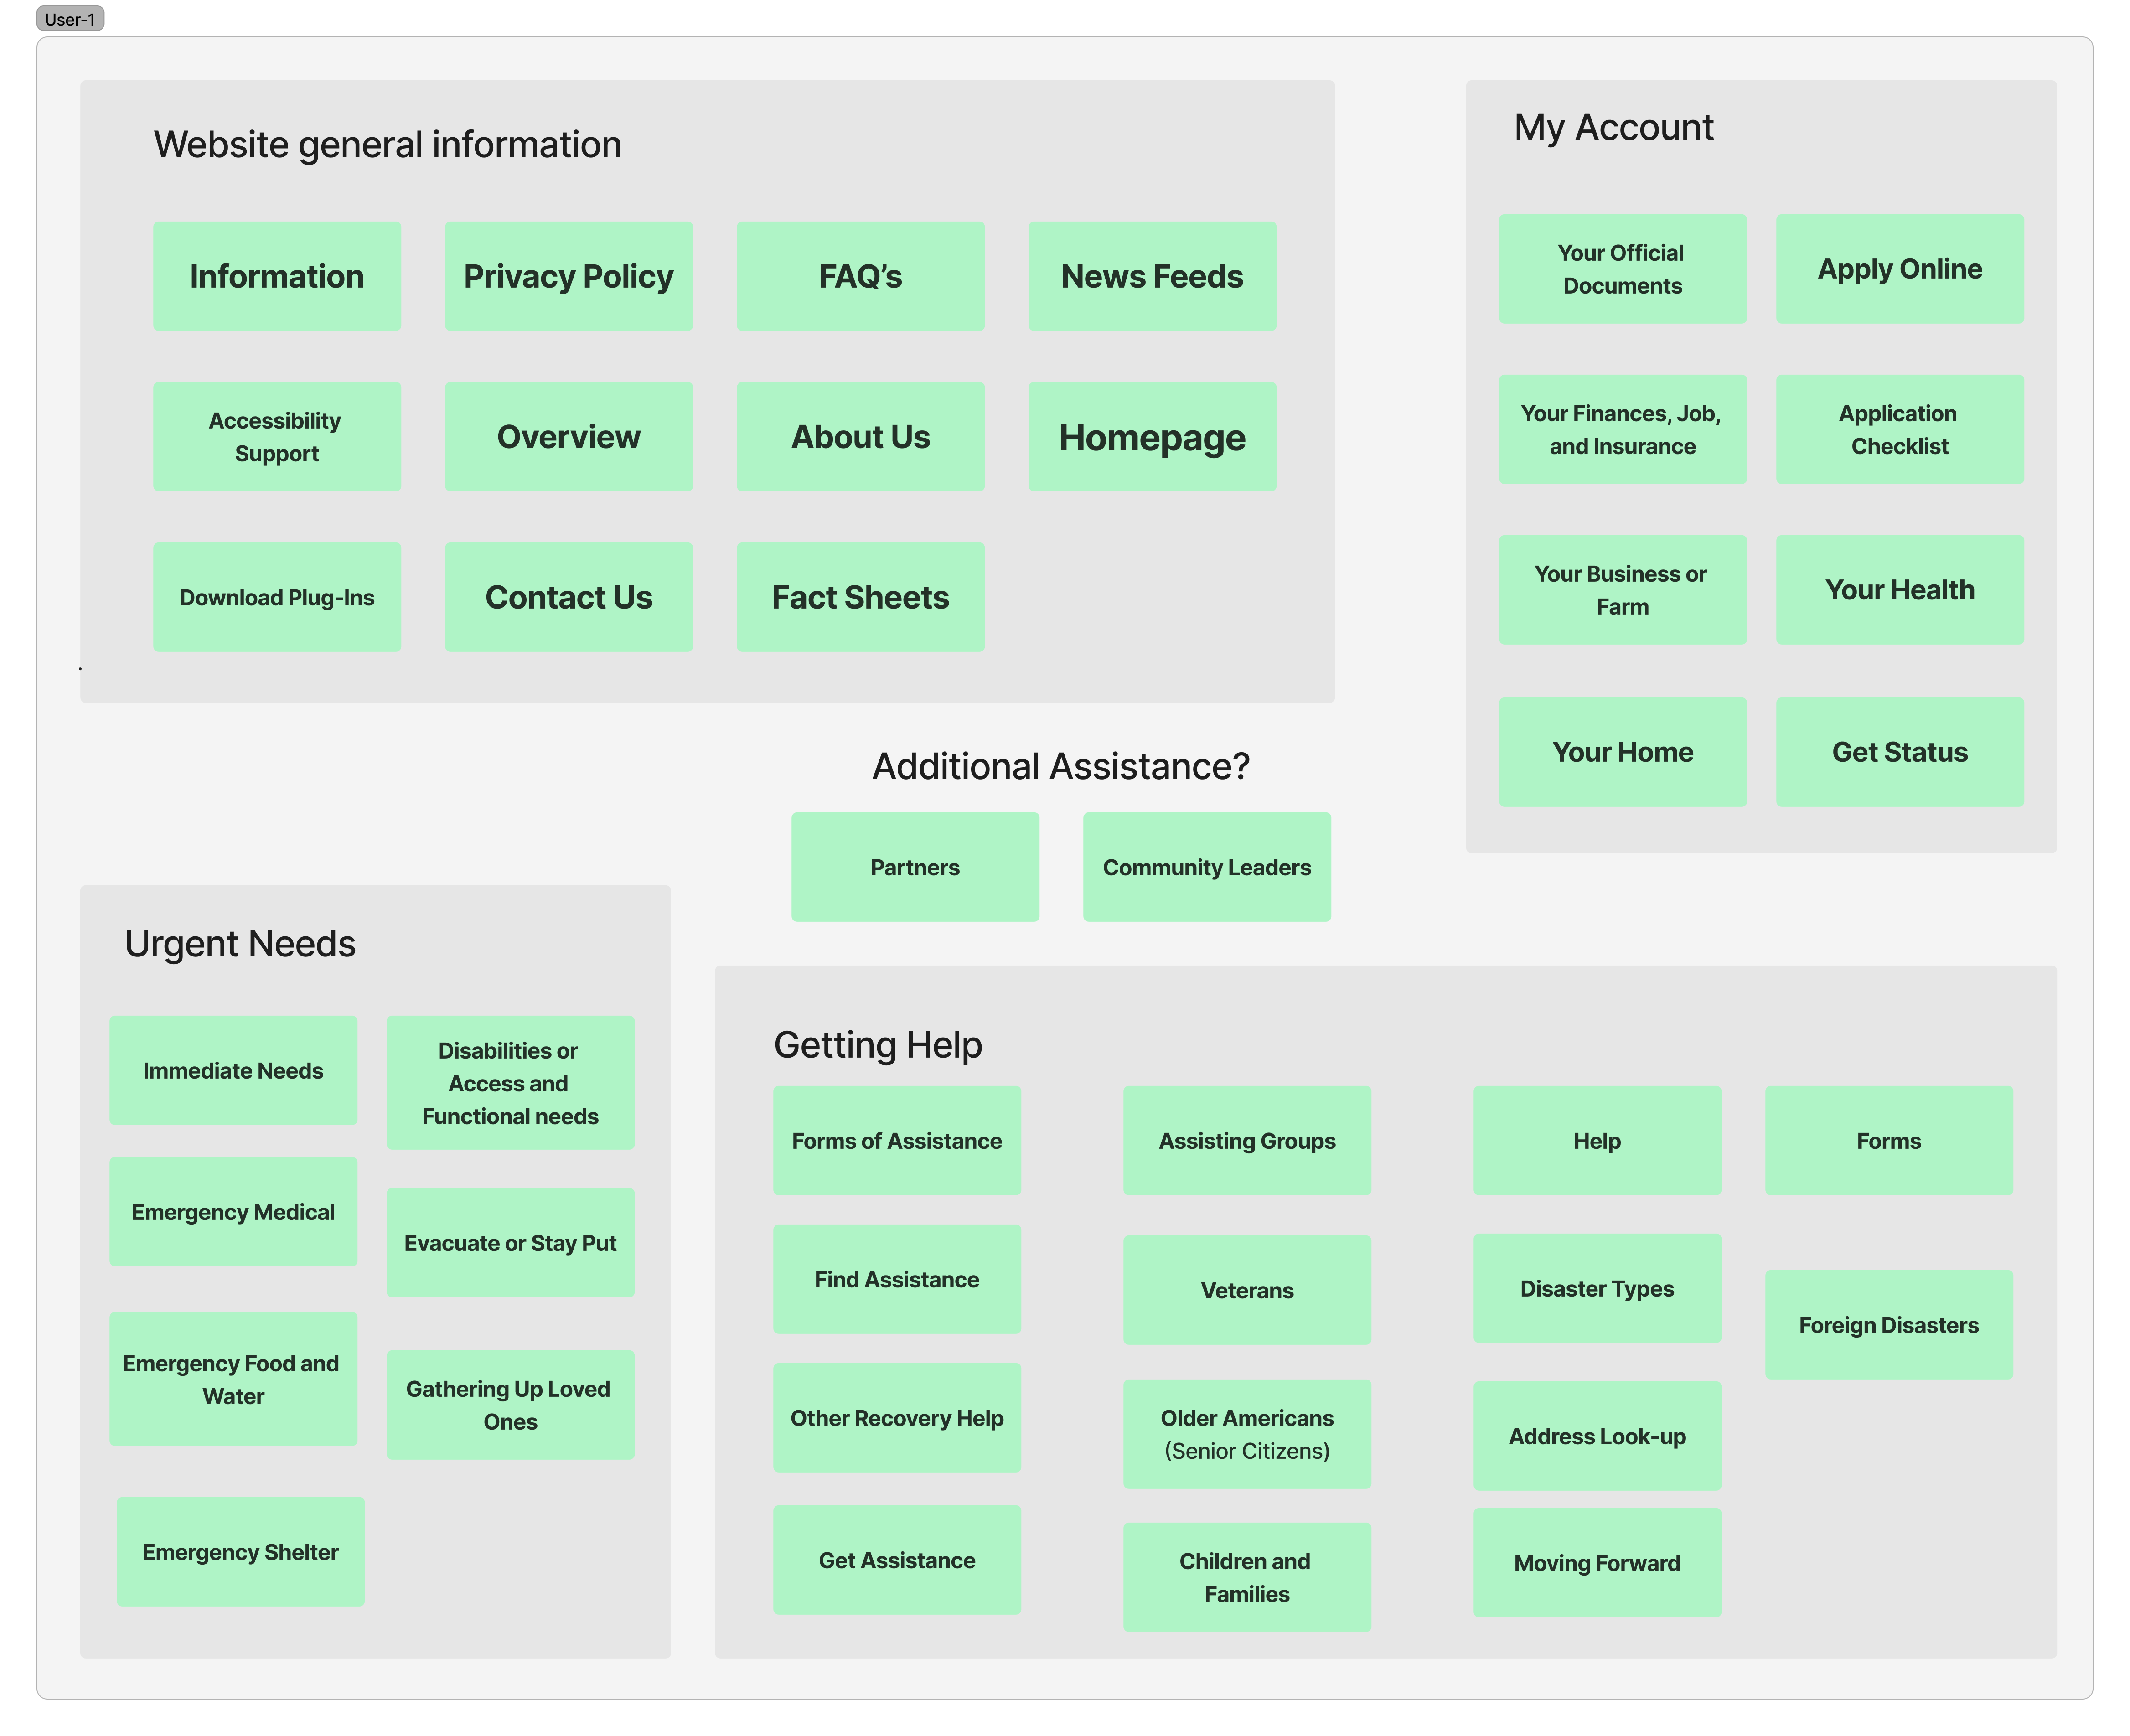 User-1
Website general information
Information
Privacy Policy
FAQ’s
News Feeds
Accessibility
Support
Overview
About Us
Homepage
Download Plug-Ins
Contact Us
Fact Sheets
.
My Account
Your Official
Documents
Apply Online
Your Finances, Job,
and Insurance
Application
Checklist
Your Business or
Farm
Your Health
Your Home
Get Status
Additional Assistance?
Partners
Community Leaders
Urgent Needs
Immediate Needs
Disabilities or
Access and
Functional needs
Emergency Medical
Evacuate or Stay Put
Emergency Food and
Water
Gathering Up Loved
Ones
Emergency Shelter
Getting Help
Forms of Assistance
Assisting Groups
Help
Forms
Find Assistance
Veterans
Disaster Types
Foreign Disasters
Other Recovery Help
Older Americans
(Senior Citizens)
Address Look-up
Get Assistance
Children and
Families
Moving Forward